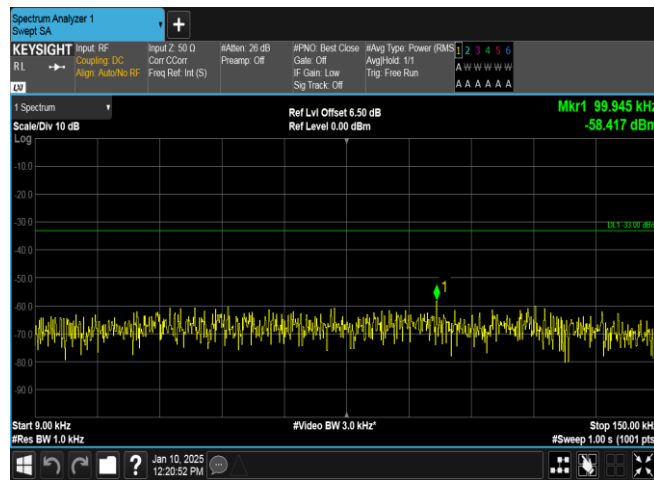 Spectrum Analyzer 1
Swept SA
+
KEYSIGHT Input: RF Input Z: 50 Ω #Atten: 26 dB #PNO: Best Close #Avg Type: Power (RMS 1 2 3 4 5 6
RL Coupling: DC Corr CCorr Preamp: Off Gate: Off Avg|Hold: 1/1 A W W W W W
Align: Auto/No RF Freq Ref: Int (S) IF Gain: Low Trig: Free Run
LXI Sig Track: Off A A A A A A
1 Spectrum Ref Lvl Offset 6.50 dB Mkr1 99.945 kHz
Scale/Div 10 dB Ref Level 0.00 dBm -58.417 dBm
Log
-10.0
-20.0
-30.0 DL1 -33.00 dBm
-40.0
-50.0
1
-60.0
-70.0
-80.0
-90.0
Start 9.00 kHz #Video BW 3.0 kHz* Stop 150.00 kHz
#Res BW 1.0 kHz #Sweep 1.00 s (1001 pts
? Jan 10, 2025
12:20:52 PM